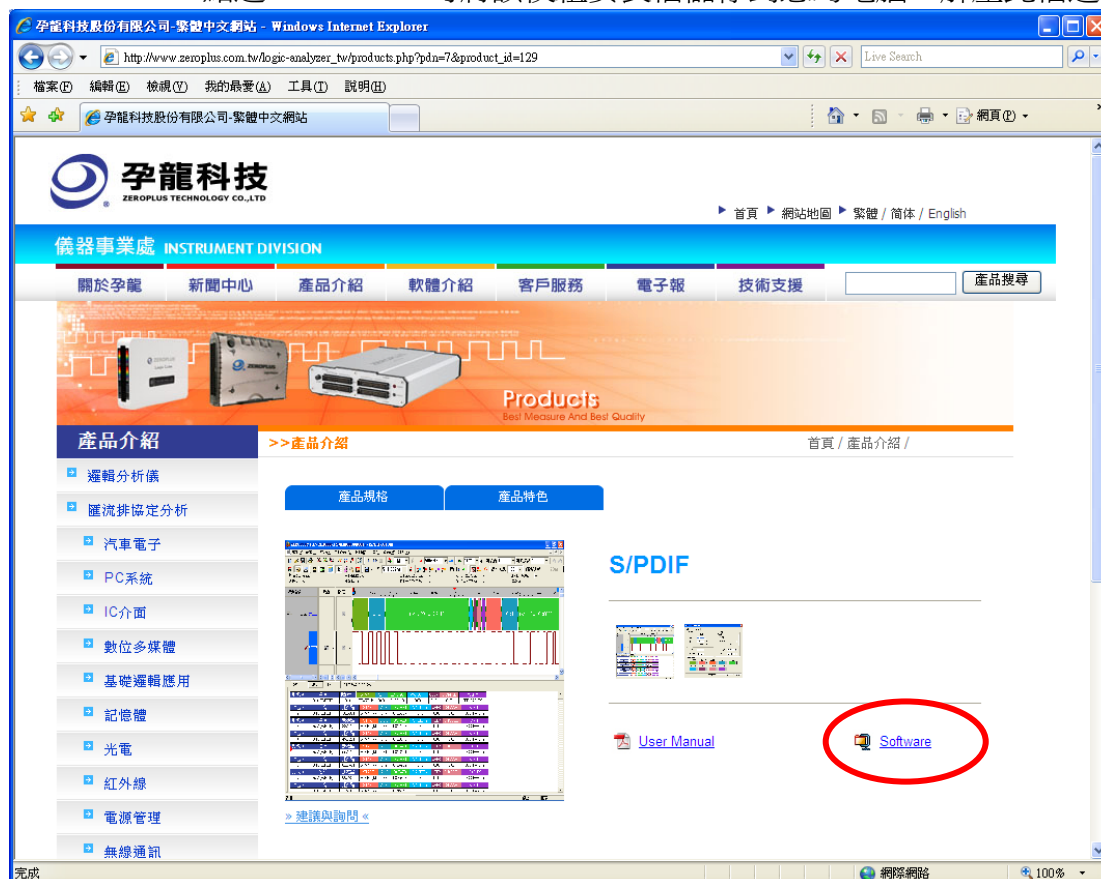 孕龍科技股份有限公司-繁體中文網站 - Windows Internet Explorer
http://www.zeroplus.com.tw/logic-analyzer_tw/products.php?pdn=7&product_id=129
Live Search
檔案(F) 編輯(E) 檢視(V) 我的最愛(A) 工具(T) 說明(H)
孕龍科技股份有限公司-繁體中文網站
網頁(P)
孕龍科技
ZEROPLUS TECHNOLOGY CO.,LTD
首頁 網站地圖 繁體 / 简体 / English
儀器事業處 INSTRUMENT DIVISION
關於孕龍 新聞中心 產品介紹 軟體介紹 客戶服務 電子報 技術支援 產品搜尋
Products
Best Measure And Best Quality
產品介紹
>>產品介紹
首頁 / 產品介紹 /
邏輯分析儀
匯流排協定分析
汽車電子
PC系統
IC介面
數位多媒體
基礎邏輯應用
記憶體
光電
紅外線
電源管理
無線通訊
產品規格 產品特色
S/PDIF
User Manual
Software
» 建議與詢問 «
完成
網際網路
100%